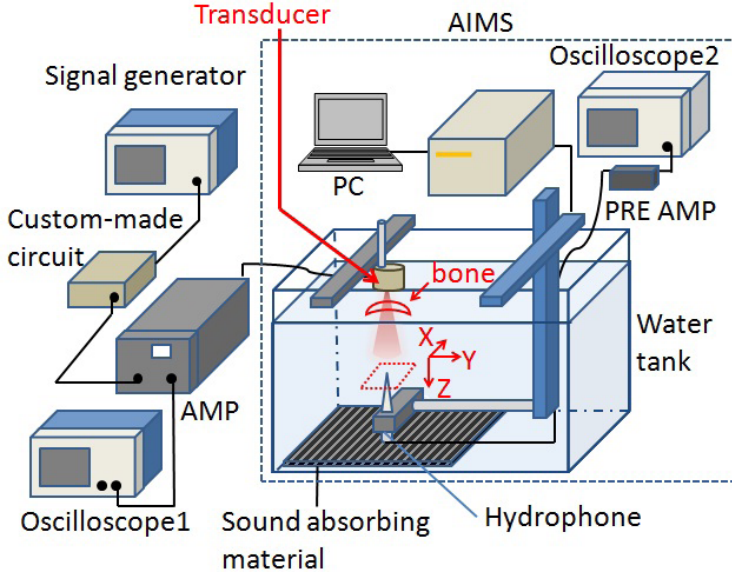 Transducer
AIMS
Signal generator
Oscilloscope2
PC
PRE AMP
Custom-made
circuit
bone
Water
tank
X
Y
Z
AMP
Oscilloscope1
Sound absorbing
material
Hydrophone